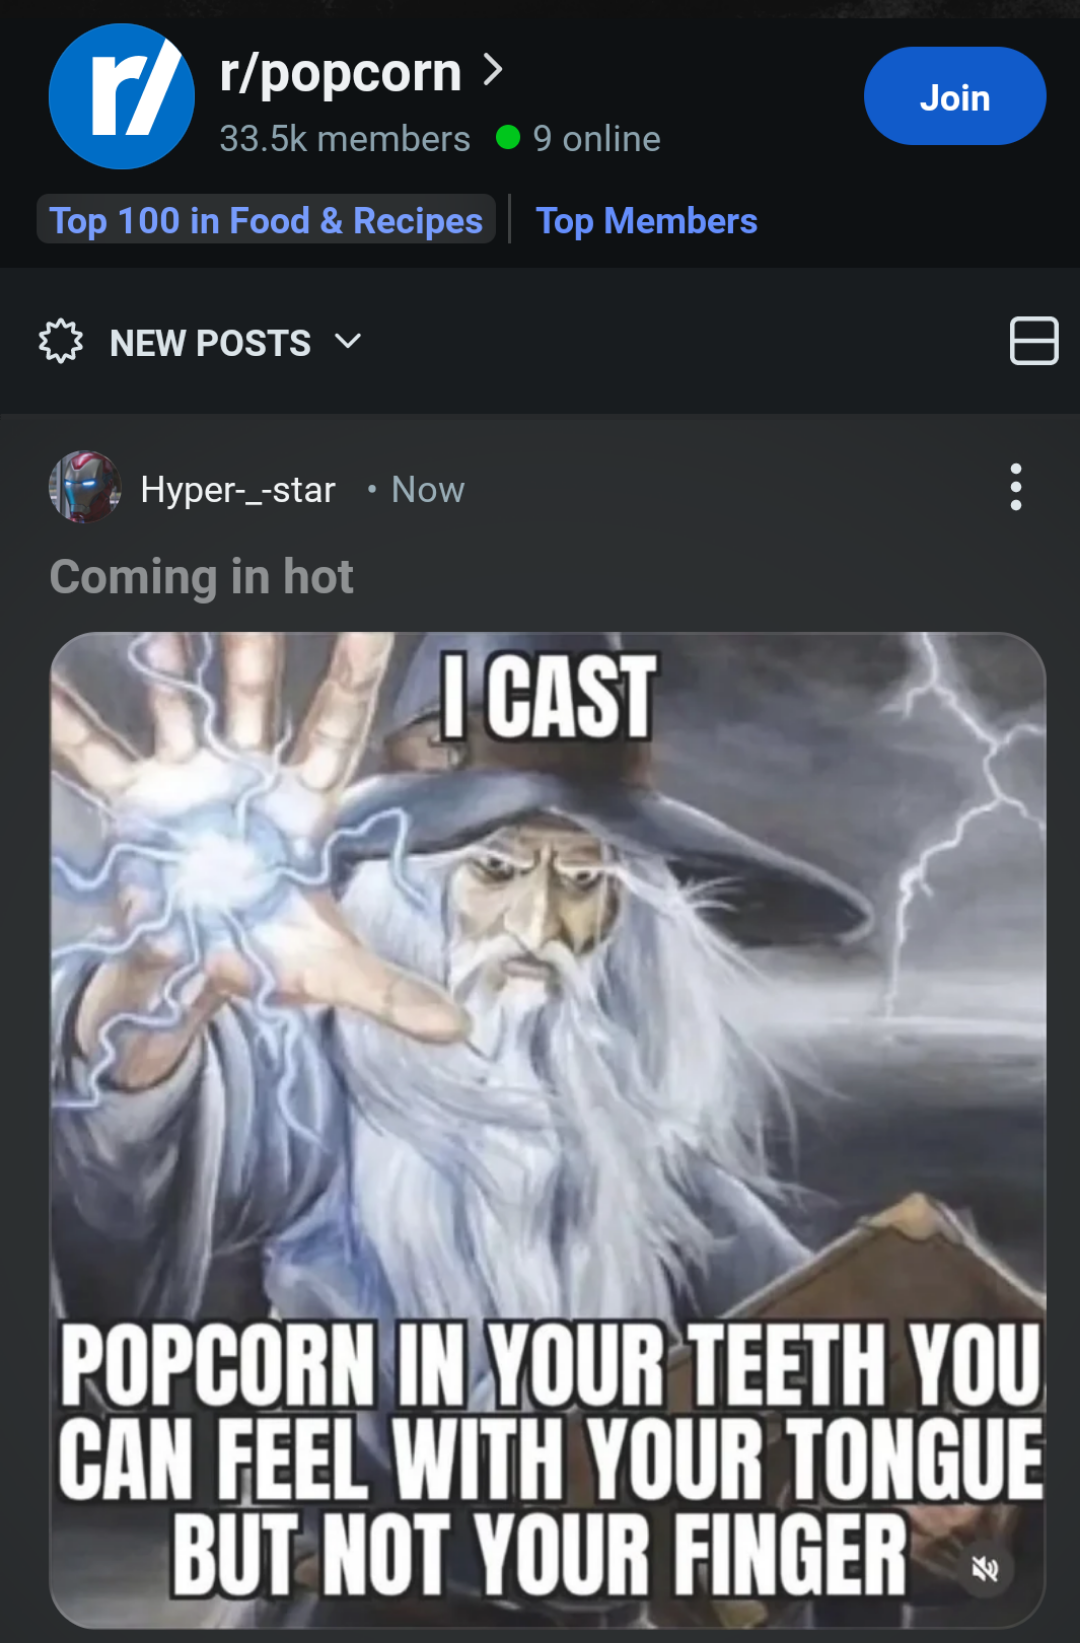 r/
r/popcorn
33.5k members 9 online
Join
Top 100 in Food & Recipes
Top Members
NEW POSTS
Hyper-_-star • Now
Coming in hot
I CAST
POPCORN IN YOUR TEETH YOU
CAN FEEL WITH YOUR TONGUE
BUT NOT YOUR FINGER